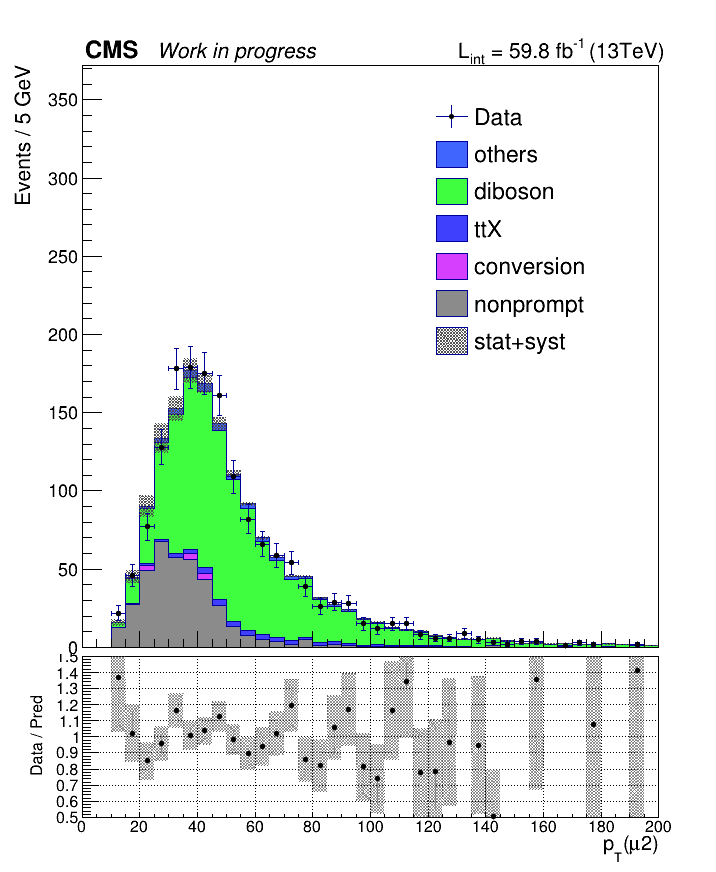 CMS Work in progress L_int = 59.8 fb^-1 (13TeV)
Events / 5 GeV
350
300
250
200
150
100
50
0
Data
others
diboson
ttX
conversion
nonprompt
stat+syst
Data / Pred
1.5
1.4
1.3
1.2
1.1
1
0.9
0.8
0.7
0.6
0.5
0 20 40 60 80 100 120 140 160 180 200
p_T(μ2)